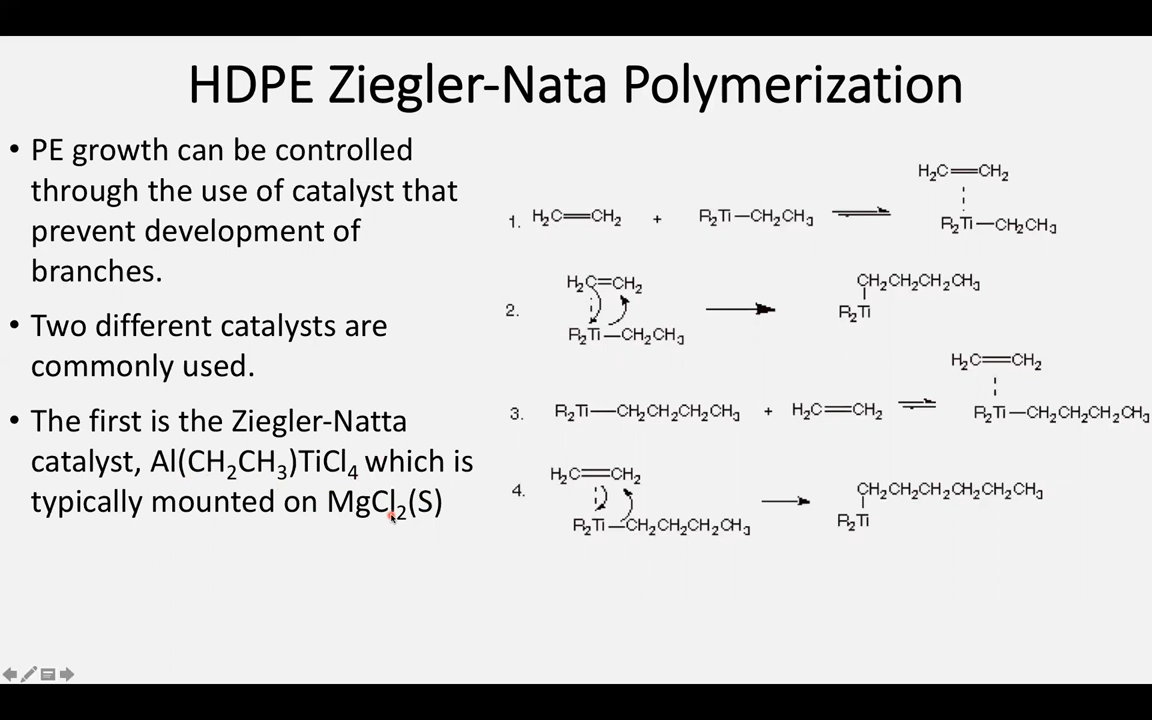 HDPE Ziegler-Nata Polymerization
• PE growth can be controlled
through the use of catalyst that
prevent development of
branches.
• Two different catalysts are
commonly used.
• The first is the Ziegler-Natta
catalyst, Al(CH₂CH₃)TiCl₄ which is
typically mounted on MgCl₂(S)
H₂C=CH₂
1. H₂C=CH₂ + R₂Ti—CH₂CH₃
R₂Ti—CH₂CH₃
H₂C=CH₂
CH₂CH₂CH₂CH₃
2.
R₂Ti
R₂Ti—CH₂CH₃
H₂C=CH₂
3. R₂Ti—CH₂CH₂CH₂CH₃ + H₂C=CH₂
R₂Ti—CH₂CH₂CH₂CH₃
H₂C=CH₂
4.
CH₂CH₂CH₂CH₂CH₂CH₃
R₂Ti—CH₂CH₂CH₂CH₃
R₂Ti